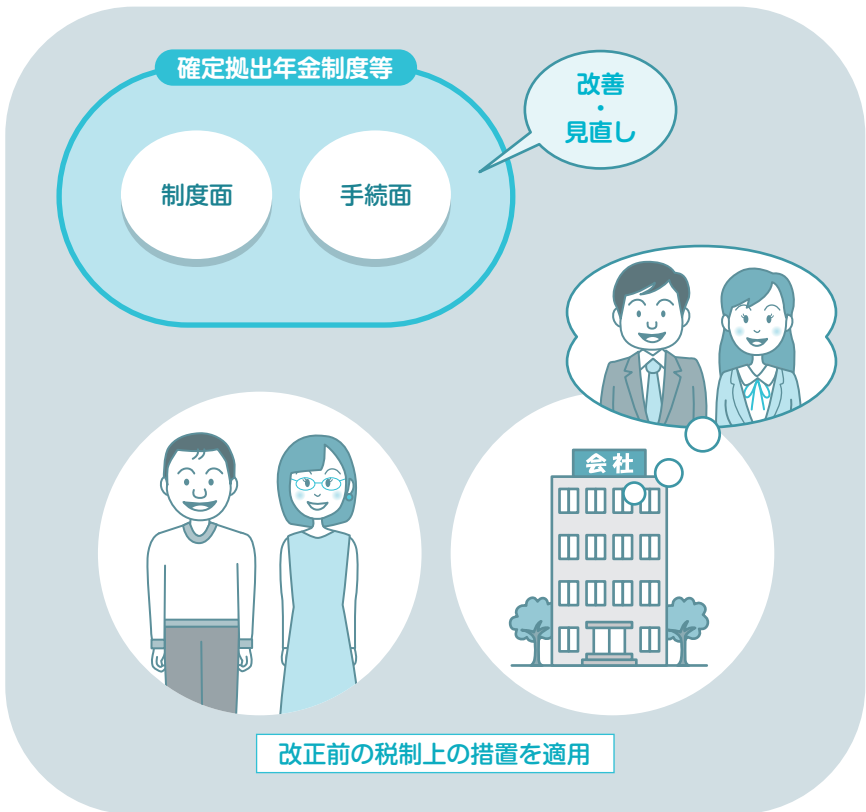 確定拠出年金制度等
改善
・
見直し
制度面
手続面
会社
改正前の税制上の措置を適用